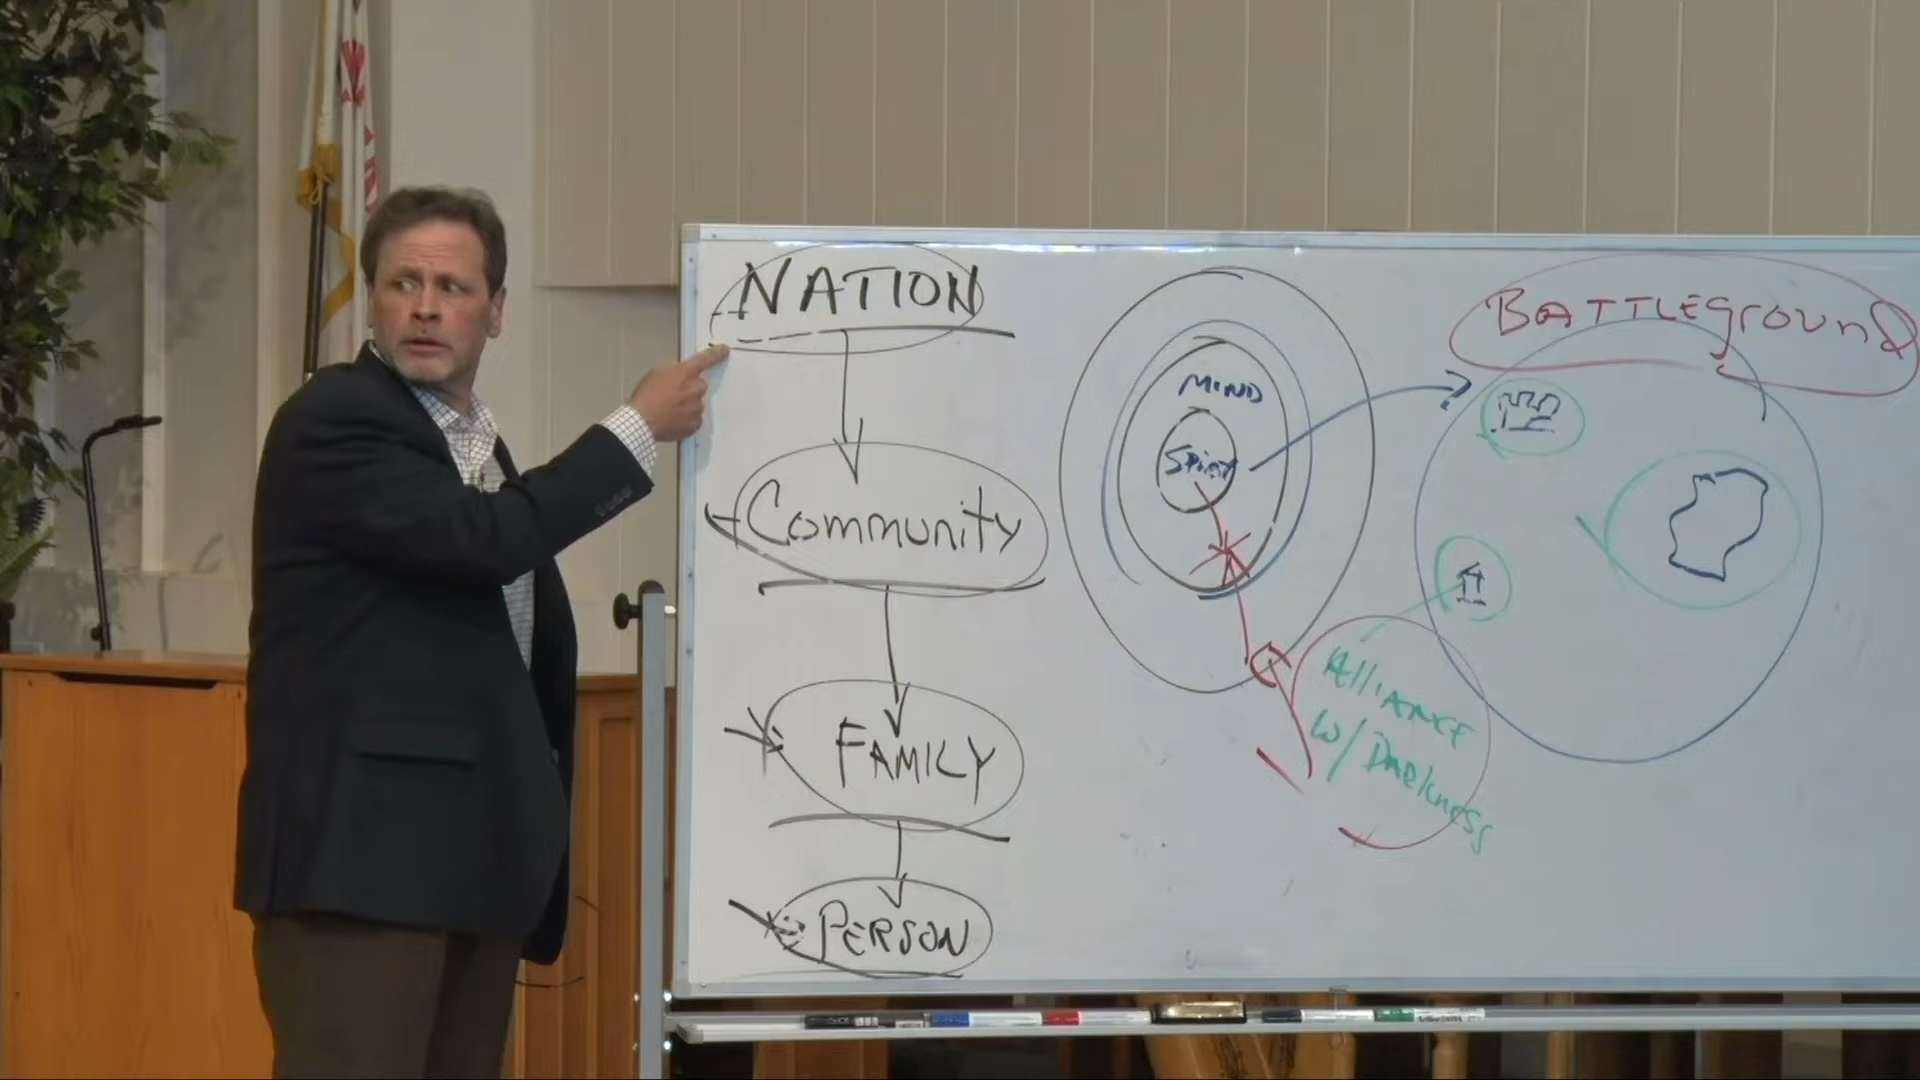 NATION
Community
FAMILY
PERSON
MIND
SPIRIT
BATTLEGrOUnd
AlliANCE
W/ DARknESS